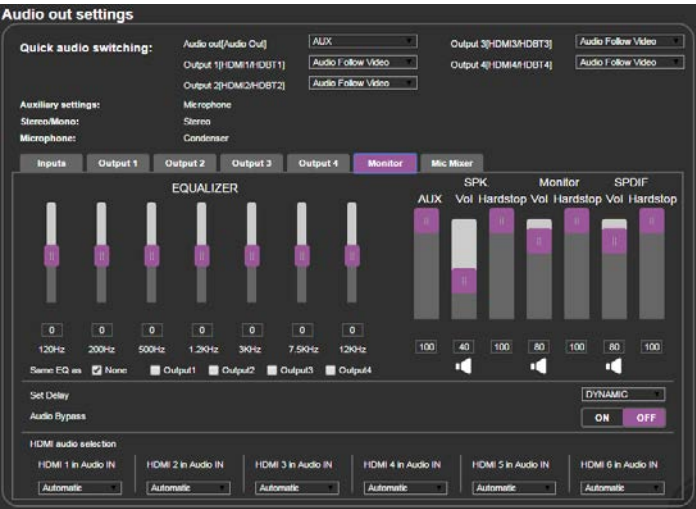 Audio out settings
Quick audio switching:
Audio out[Audio Out] AUX Output 3[HDMI3/HDBT3] Audio Follow Video
Output 1[HDMI1/HDBT1] Audio Follow Video Output 4[HDMI4/HDBT4] Audio Follow Video
Output 2[HDMI2/HDBT2] Audio Follow Video
Auxiliary settings: Microphone
Stereo/Mono: Stereo
Microphone: Condenser
Inputs Output 1 Output 2 Output 3 Output 4 Monitor Mic Mixer
EQUALIZER SPK Monitor SPDIF
AUX Vol Hardstop Vol Hardstop Vol Hardstop
0 0 0 0 0 0 0 100 40 100 80 100 80 100
120Hz 200Hz 500Hz 1.2KHz 3KHz 7.5KHz 12KHz
Same EQ as None Output1 Output2 Output3 Output4
Set Delay DYNAMIC
Audio Bypass ON OFF
HDMI audio selection
HDMI 1 in Audio IN HDMI 2 in Audio IN HDMI 3 in Audio IN HDMI 4 in Audio IN HDMI 5 in Audio IN HDMI 6 in Audio IN
Automatic Automatic Automatic Automatic Automatic Automatic